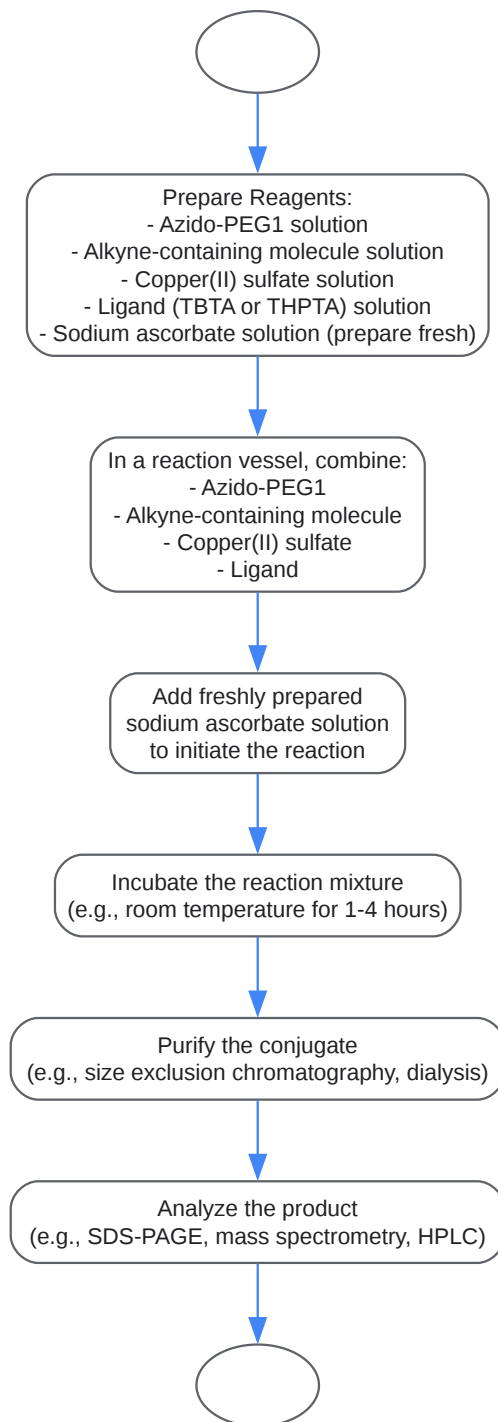 Prepare Reagents:
- Azido-PEG1 solution
- Alkyne-containing molecule solution
- Copper(II) sulfate solution
- Ligand (TBTA or THPTA) solution
- Sodium ascorbate solution (prepare fresh)
In a reaction vessel, combine:
- Azido-PEG1
- Alkyne-containing molecule
- Copper(II) sulfate
- Ligand
Add freshly prepared
sodium ascorbate solution
to initiate the reaction
Incubate the reaction mixture
(e.g., room temperature for 1-4 hours)
Purify the conjugate
(e.g., size exclusion chromatography, dialysis)
Analyze the product
(e.g., SDS-PAGE, mass spectrometry, HPLC)